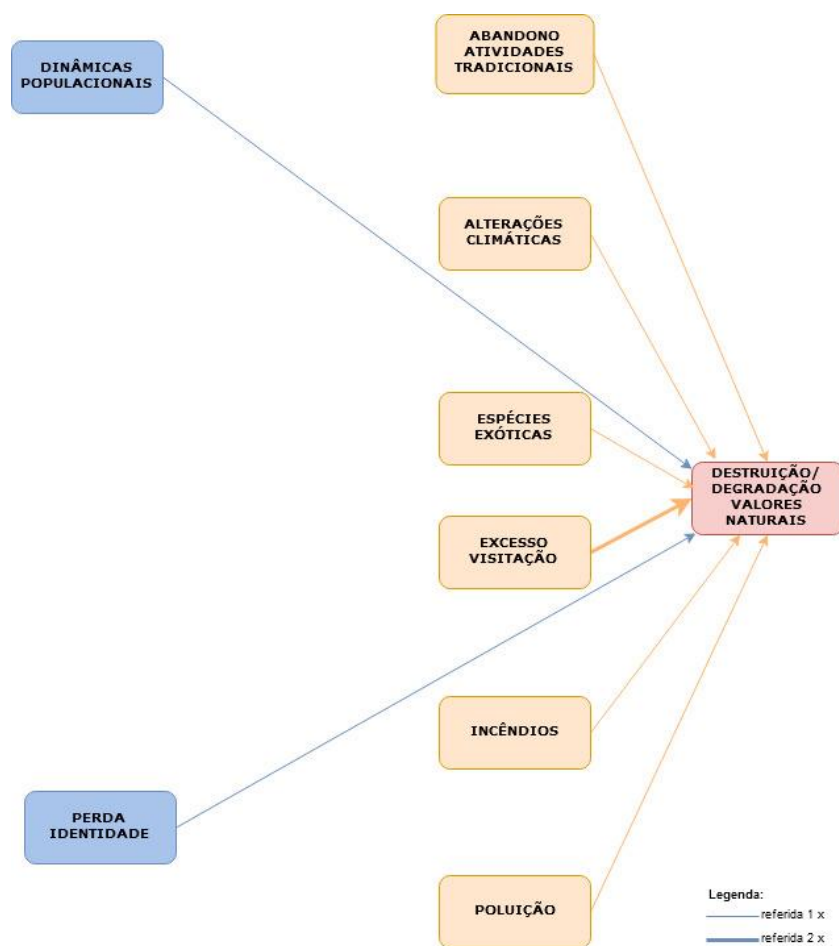 ABANDONO
ATIVIDADES
TRADICIONAIS
DINÂMICAS
POPULACIONAIS
ALTERAÇÕES
CLIMÁTICAS
ESPÉCIES
EXÓTICAS
DESTRUIÇÃO/
DEGRADAÇÃO
VALORES
NATURAIS
EXCESSO
VISITAÇÃO
INCÊNDIOS
PERDA
IDENTIDADE
POLUIÇÃO
Legenda:
referida 1 x
referida 2 x